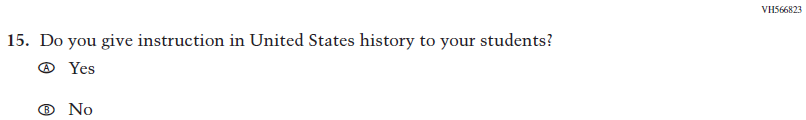 VH566823
15. Do you give instruction in United States history to your students?
Ⓐ Yes
Ⓑ No